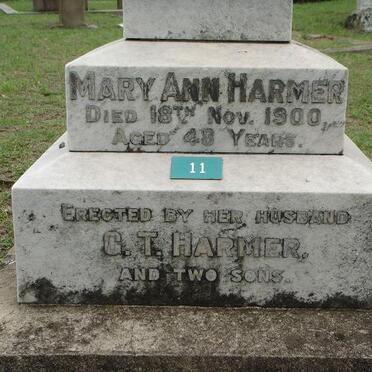 MARY ANN HARMER
DIED 18TH NOV. 1900,
AGED 48 YEARS.
11
ERECTED BY HER HUSBAND
G. T. HARMER,
AND TWO SONS.